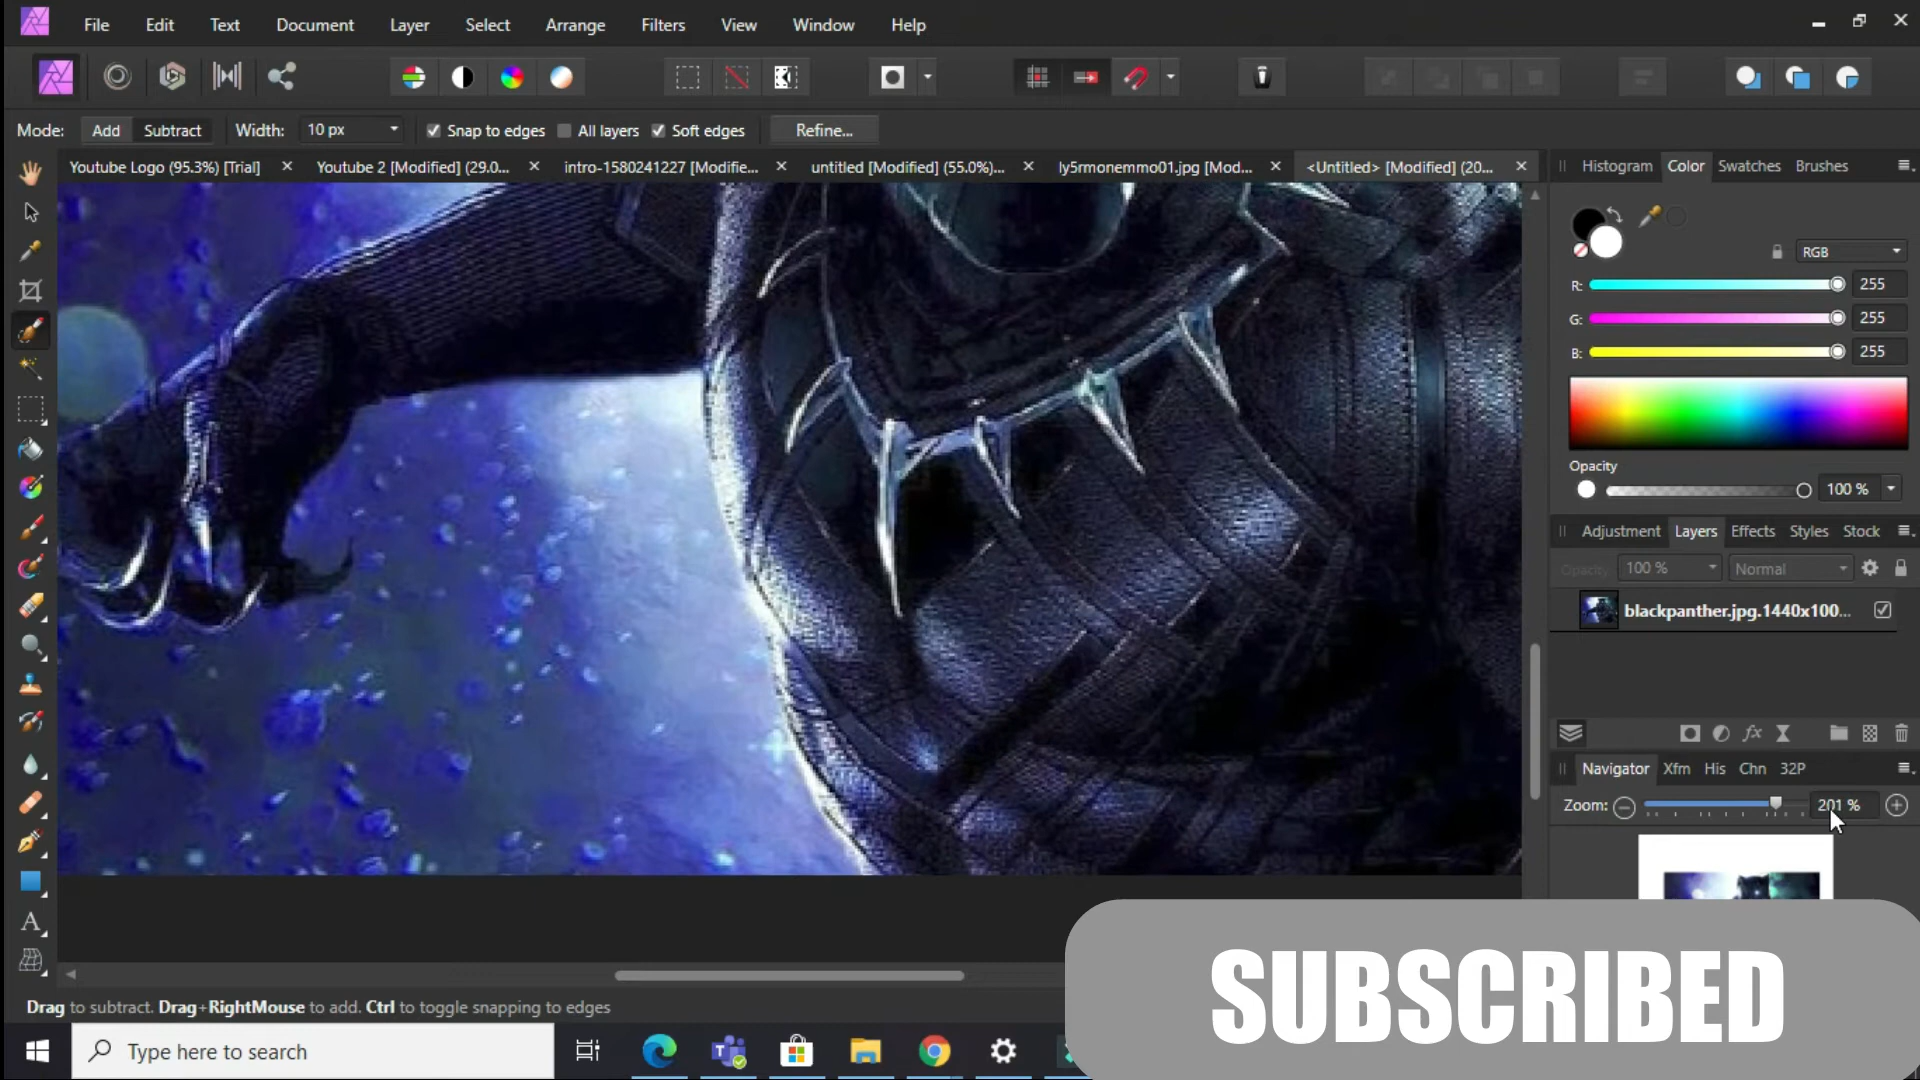 File Edit Text Document Layer Select Arrange Filters View Window Help
Mode: Add Subtract Width: 10 px Snap to edges All layers Soft edges Refine...
Youtube Logo (95.3%) [Trial] Youtube 2 [Modified] (29.0... intro-1580241227 [Modifie... untitled [Modified] (55.0%)... ly5rmonemmo01.jpg [Mod... <Untitled> [Modified] (20...
Histogram Color Swatches Brushes
RGB
R: 255
G: 255
B: 255
Opacity
100 %
Adjustment Layers Effects Styles Stock
Opacity: 100 % Normal
blackpanther.jpg.1440x100...
Navigator Xfm His Chn 32P
Zoom: 201 %
SUBSCRIBED
Drag to subtract. Drag+RightMouse to add. Ctrl to toggle snapping to edges
Type here to search